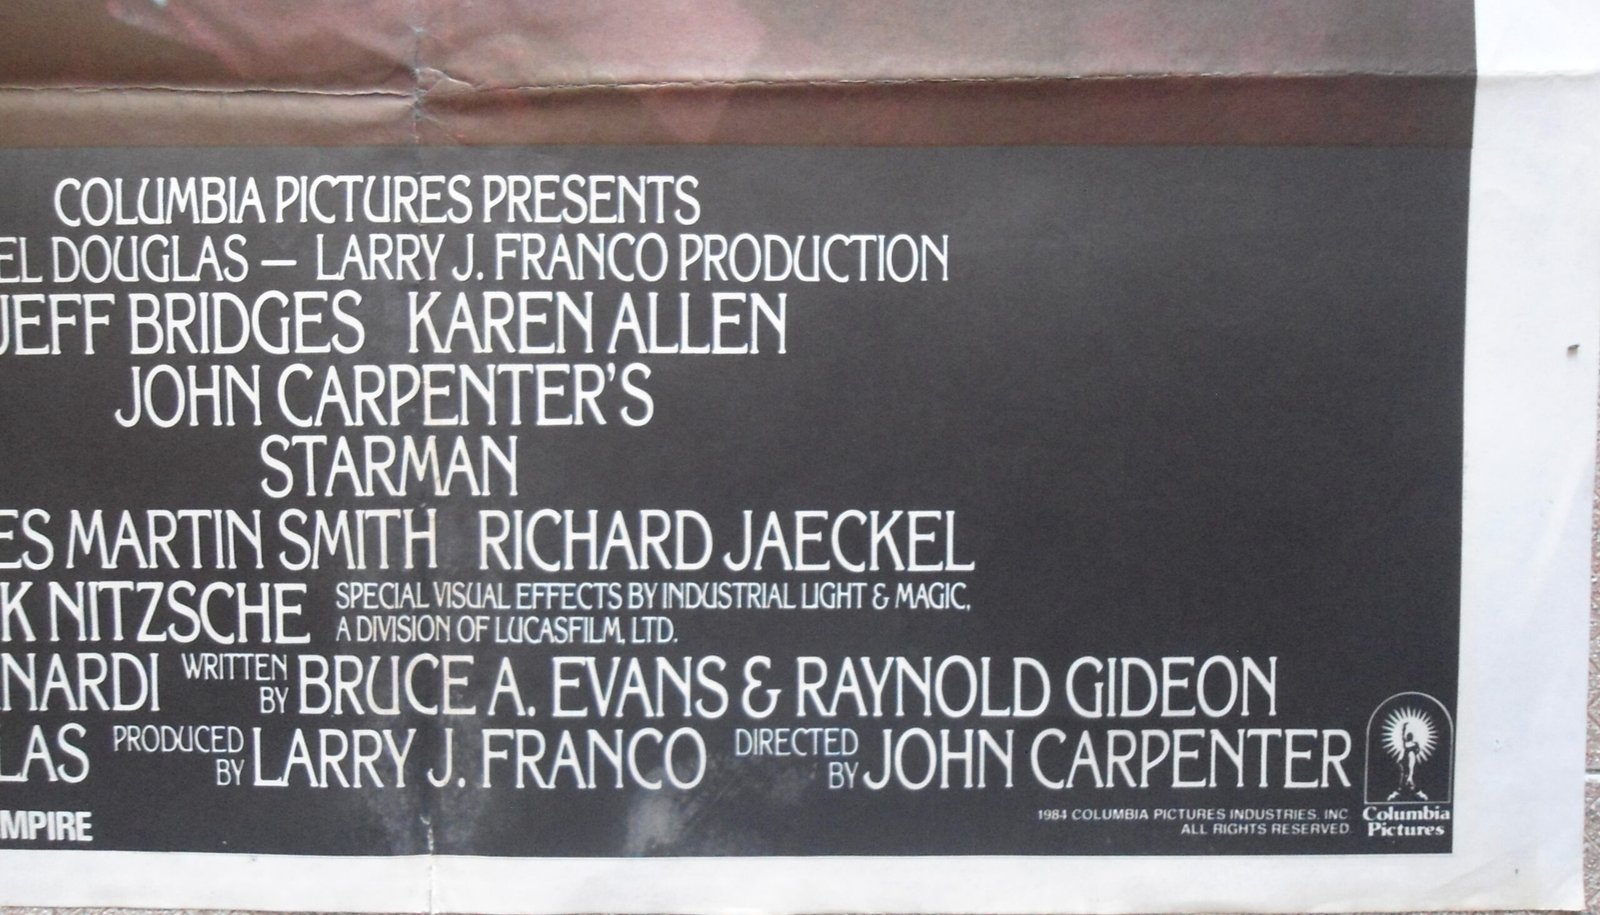 COLUMBIA PICTURES PRESENTS
EL DOUGLAS — LARRY J. FRANCO PRODUCTION
JEFF BRIDGES KAREN ALLEN
JOHN CARPENTER'S
STARMAN
ES MARTIN SMITH RICHARD JAECKEL
K NITZSCHE SPECIAL VISUAL EFFECTS BY INDUSTRIAL LIGHT & MAGIC,
A DIVISION OF LUCASFILM, LTD.
NARDI WRITTEN BY BRUCE A. EVANS & RAYNOLD GIDEON
LAS PRODUCED BY LARRY J. FRANCO DIRECTED BY JOHN CARPENTER
MPIRE
1984 COLUMBIA PICTURES INDUSTRIES, INC.
ALL RIGHTS RESERVED.
Columbia
Pictures